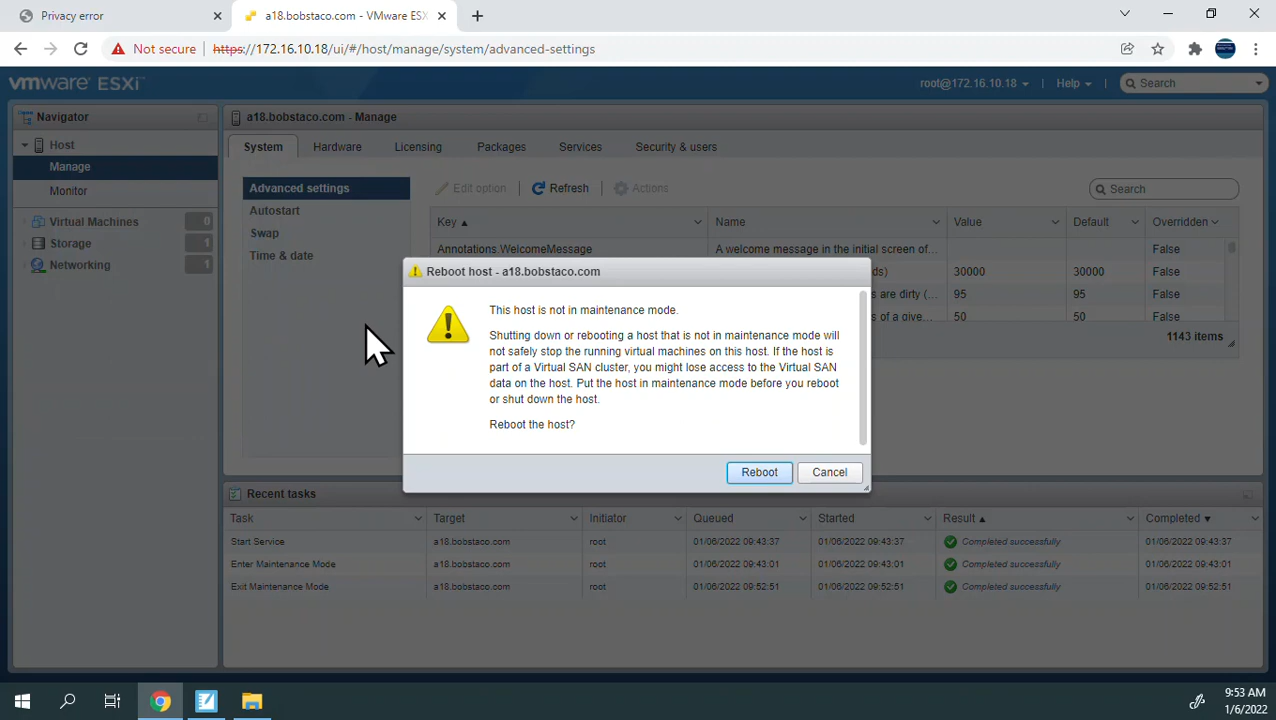 Privacy error
a18.bobstaco.com - VMware ESX
Not secure https://172.16.10.18/ui/#/host/manage/system/advanced-settings
vmware ESXi
root@172.16.10.18 Help Search
Navigator
Host
Manage
Monitor
Virtual Machines 0
Storage 1
Networking 1
a18.bobstaco.com - Manage
System Hardware Licensing Packages Services Security & users
Advanced settings
Autostart
Swap
Time & date
Edit option Refresh Actions Search
Key Name Value Default Overridden
Annotations.WelcomeMessage A welcome message in the initial screen of... False
ds) 30000 30000 False
s are dirty (... 95 95 False
s of a give... 50 50 False
1143 items
Reboot host - a18.bobstaco.com
This host is not in maintenance mode.
Shutting down or rebooting a host that is not in maintenance mode will
not safely stop the running virtual machines on this host. If the host is
part of a Virtual SAN cluster, you might lose access to the Virtual SAN
data on the host. Put the host in maintenance mode before you reboot
or shut down the host.
Reboot the host?
Reboot Cancel
Recent tasks
Task Target Initiator Queued Started Result Completed
Start Service a18.bobstaco.com root 01/06/2022 09:43:37 01/06/2022 09:43:37 Completed successfully 01/06/2022 09:43:37
Enter Maintenance Mode a18.bobstaco.com root 01/06/2022 09:43:01 01/06/2022 09:43:01 Completed successfully 01/06/2022 09:43:01
Exit Maintenance Mode a18.bobstaco.com root 01/06/2022 09:52:51 01/06/2022 09:52:51 Completed successfully 01/06/2022 09:52:51
9:53 AM
1/6/2022